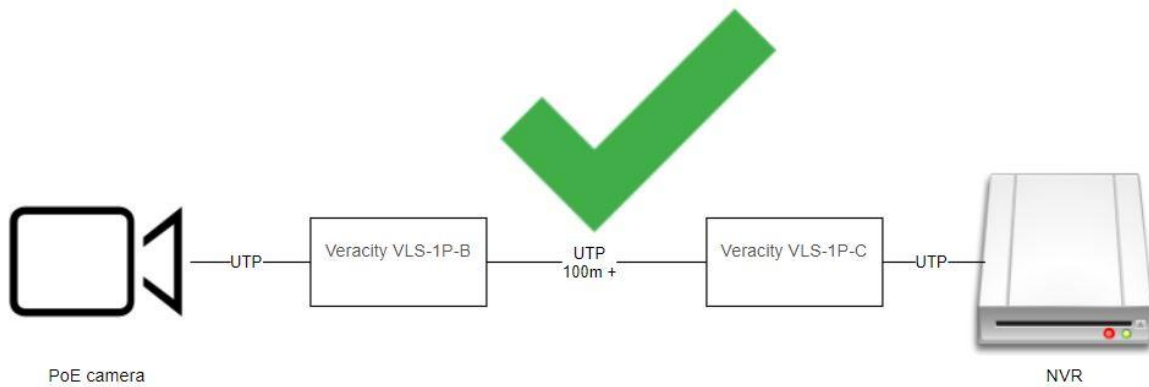 UTP
Veracity VLS-1P-B
UTP
100m +
Veracity VLS-1P-C
UTP
PoE camera
NVR